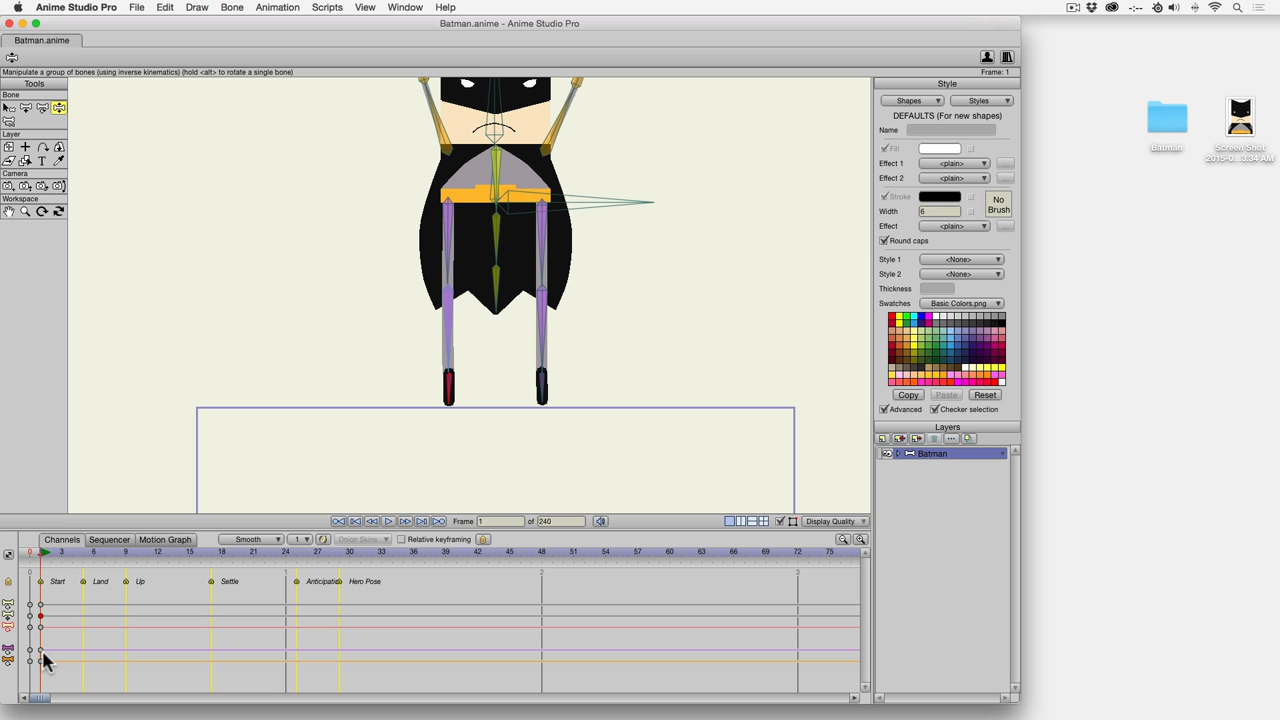 Anime Studio Pro File Edit Draw Bone Animation Scripts View Window Help
Batman.anime - Anime Studio Pro
Batman.anime
Manipulate a group of bones (using inverse kinematics) (hold <alt> to rotate a single bone) Frame: 1
Tools
Bone
Layer
T
Camera
Workspace
Style
Shapes Styles
DEFAULTS (For new shapes)
Name
Fill
Effect 1 <plain> ...
Effect 2 <plain> ...
Stroke
Width 6
No
Brush
Effect <plain> ...
Round caps
Style 1 <None>
Style 2 <None>
Thickness
Swatches Basic Colors.png
Copy Paste Reset
Advanced Checker selection
Layers
Batman
Batman
Screen Shot
2015-0...3.34 AM
Frame 1 of 240 Display Quality
Channels Sequencer Motion Graph Smooth 1 Onion Skins Relative keyframing
0 3 6 9 12 15 18 21 24 27 30 33 36 39 42 45 48 51 54 57 60 63 66 69 72 75
0 1 2 3
Start Land Up Settle Anticipatio Hero Pose